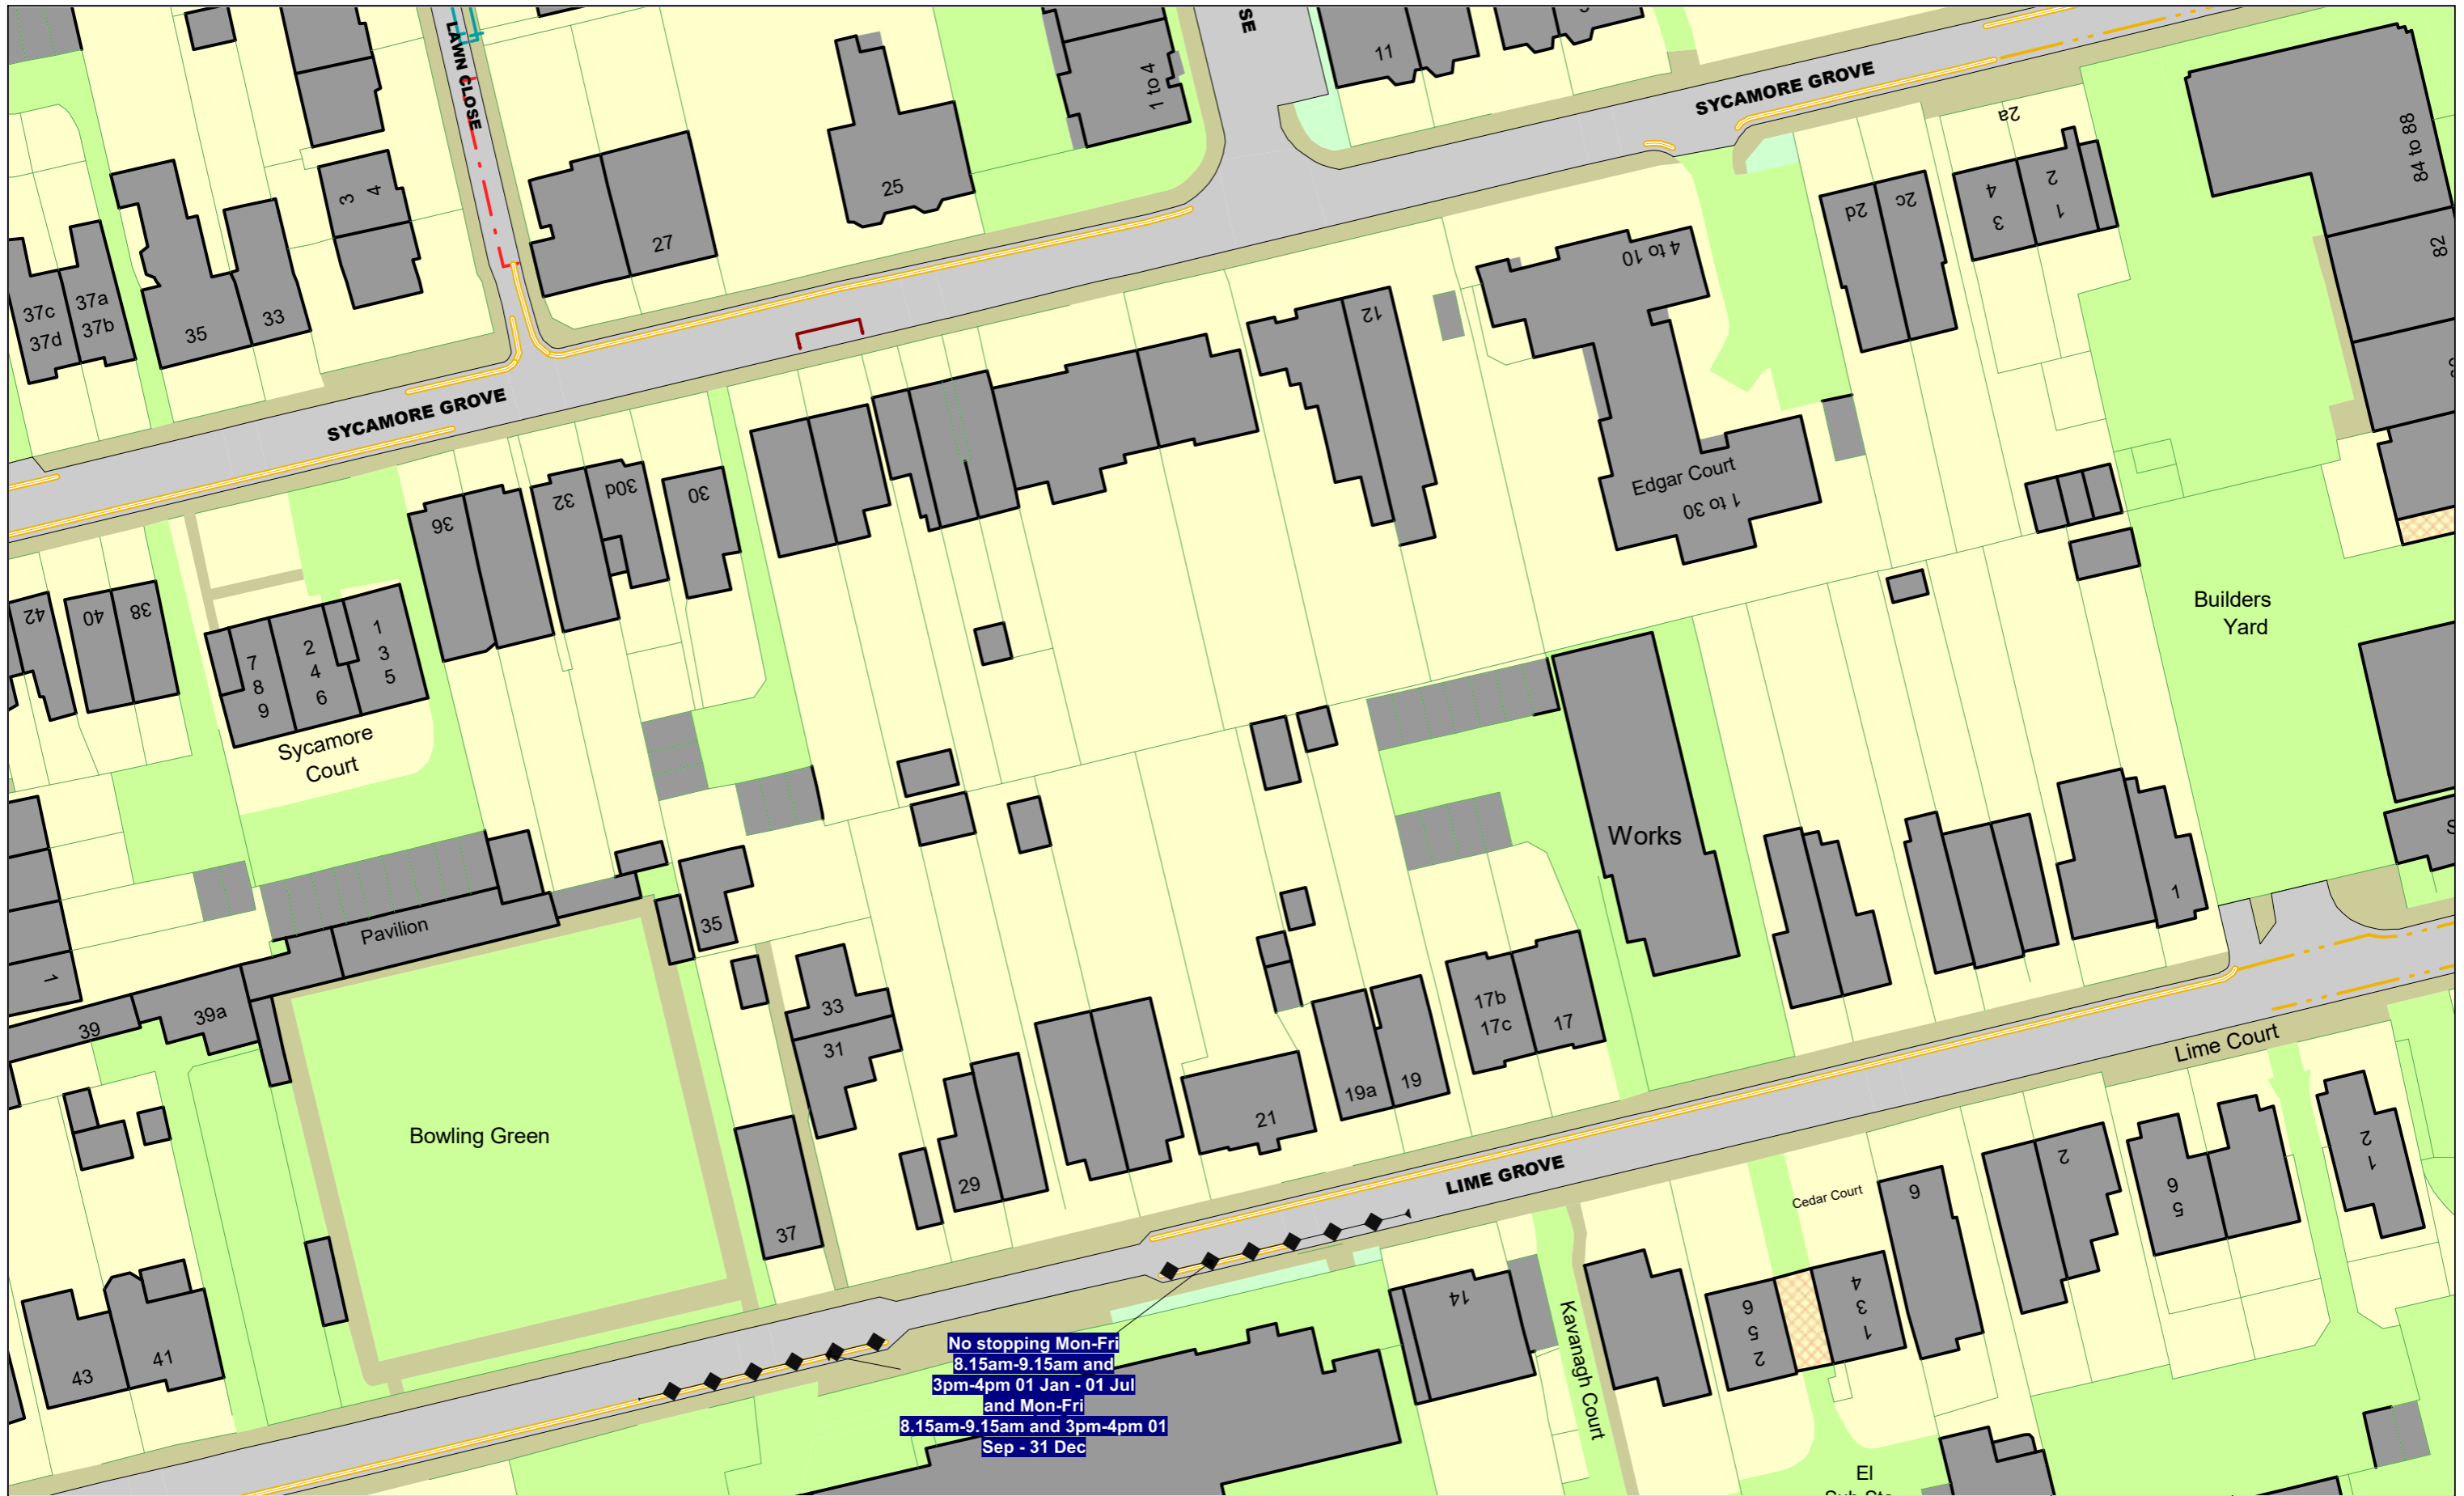 LAWN CLOSE
SE
11
9
1 to 4
SYCAMORE GROVE
2a
84 to 88
82
25
27
3
4
37c
37a
37d
37b
35
33
2d
2c
4
3
2
1
4 to 10
12
SYCAMORE GROVE
Edgar Court
1 to 30
36
32
30d
30
42
40
38
7
8
9
2
4
6
1
3
5
Sycamore
Court
Builders
Yard
Works
1
Pavilion
35
1
39
39a
33
31
17b
17c
17
19a
19
21
Lime Court
Bowling Green
29
37
LIME GROVE
Cedar Court
6
2
6
5
2
1
14
Kavanagh Court
6
5
2
4
3
1
43
41
No stopping Mon-Fri
8.15am-9.15am and
3pm-4pm 01 Jan - 01 Jul
and Mon-Fri
8.15am-9.15am and 3pm-4pm 01
Sep - 31 Dec
El
Sub Sta